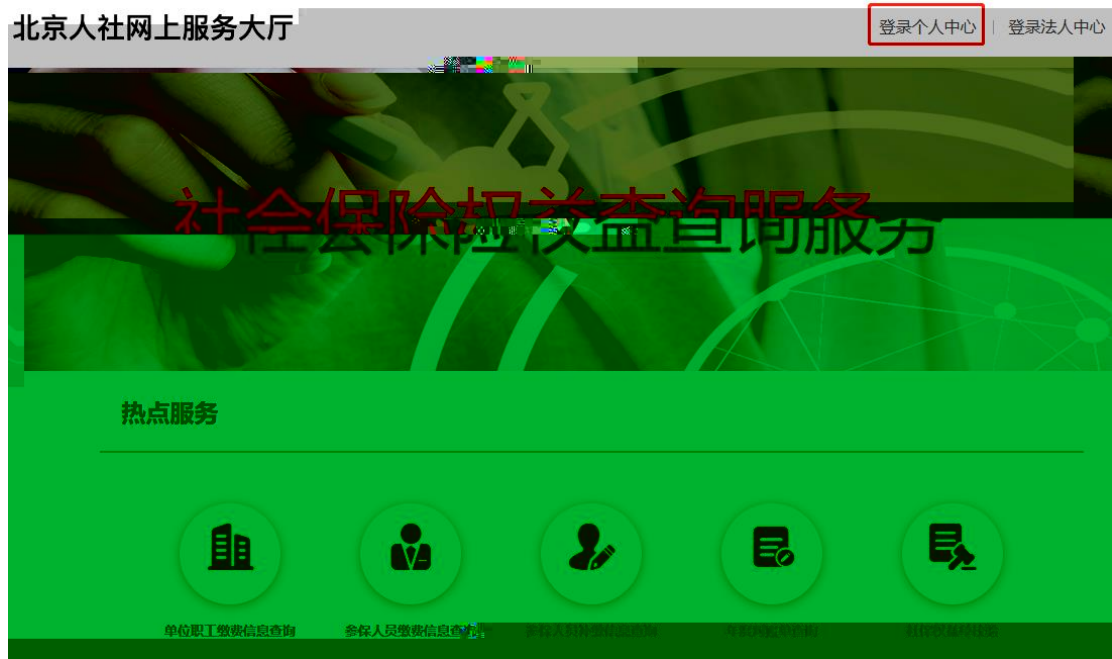 北京人社网上服务大厅
登录个人中心 | 登录法人中心
社会保险权益查询服务
热点服务
单位职工缴费信息查询
参保人员缴费信息查询